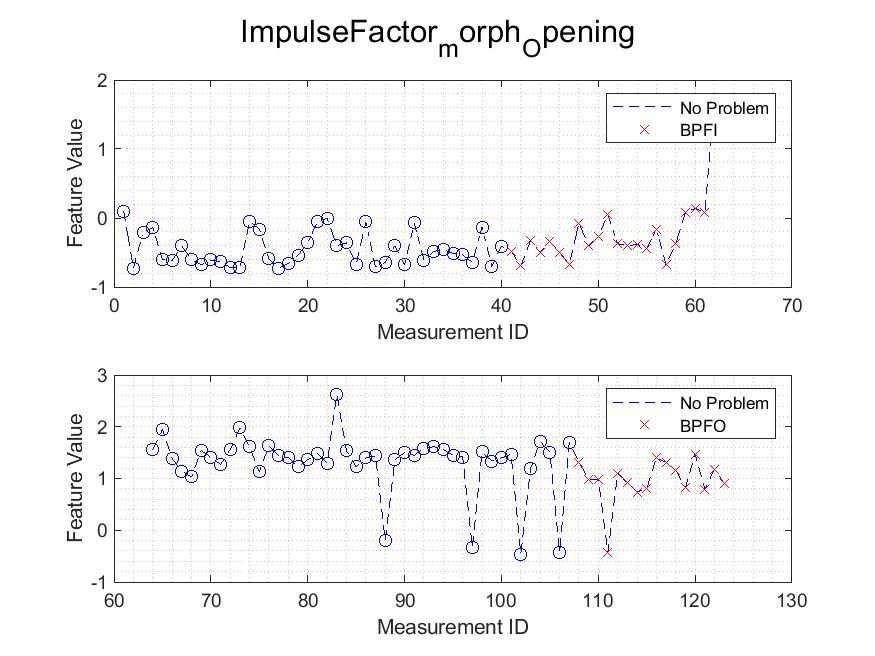 ImpulseFactor_morph_Opening
2
1
0
-1
Feature Value
No Problem
BPFI
0 10 20 30 40 50 60 70
Measurement ID
3
2
1
0
-1
Feature Value
No Problem
BPFO
60 70 80 90 100 110 120 130
Measurement ID